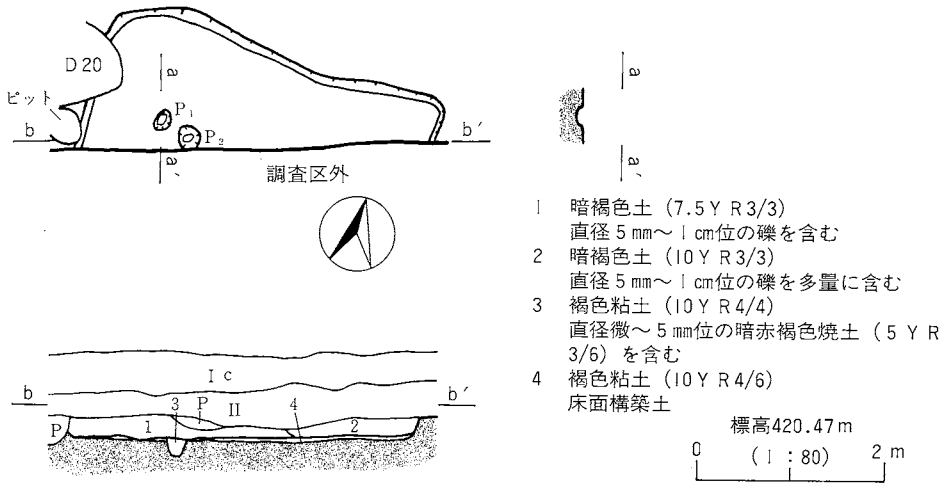 D20
ピット
a
P₁
P₂
b
b′
a′
調査区外
a
a′
1 暗褐色土 (7.5YR3/3)
直径5mm〜1cm位の礫を含む
2 暗褐色土 (10YR3/3)
直径5mm〜1cm位の礫を多量に含む
3 褐色粘土 (10YR4/4)
直径微〜5mm位の暗赤褐色焼土 (5YR
3/6) を含む
4 褐色粘土 (10YR4/6)
床面構築土
標高420.47m
(1:80)
0
2m
Ic
b
b′
3
P
II
4
P
1
2